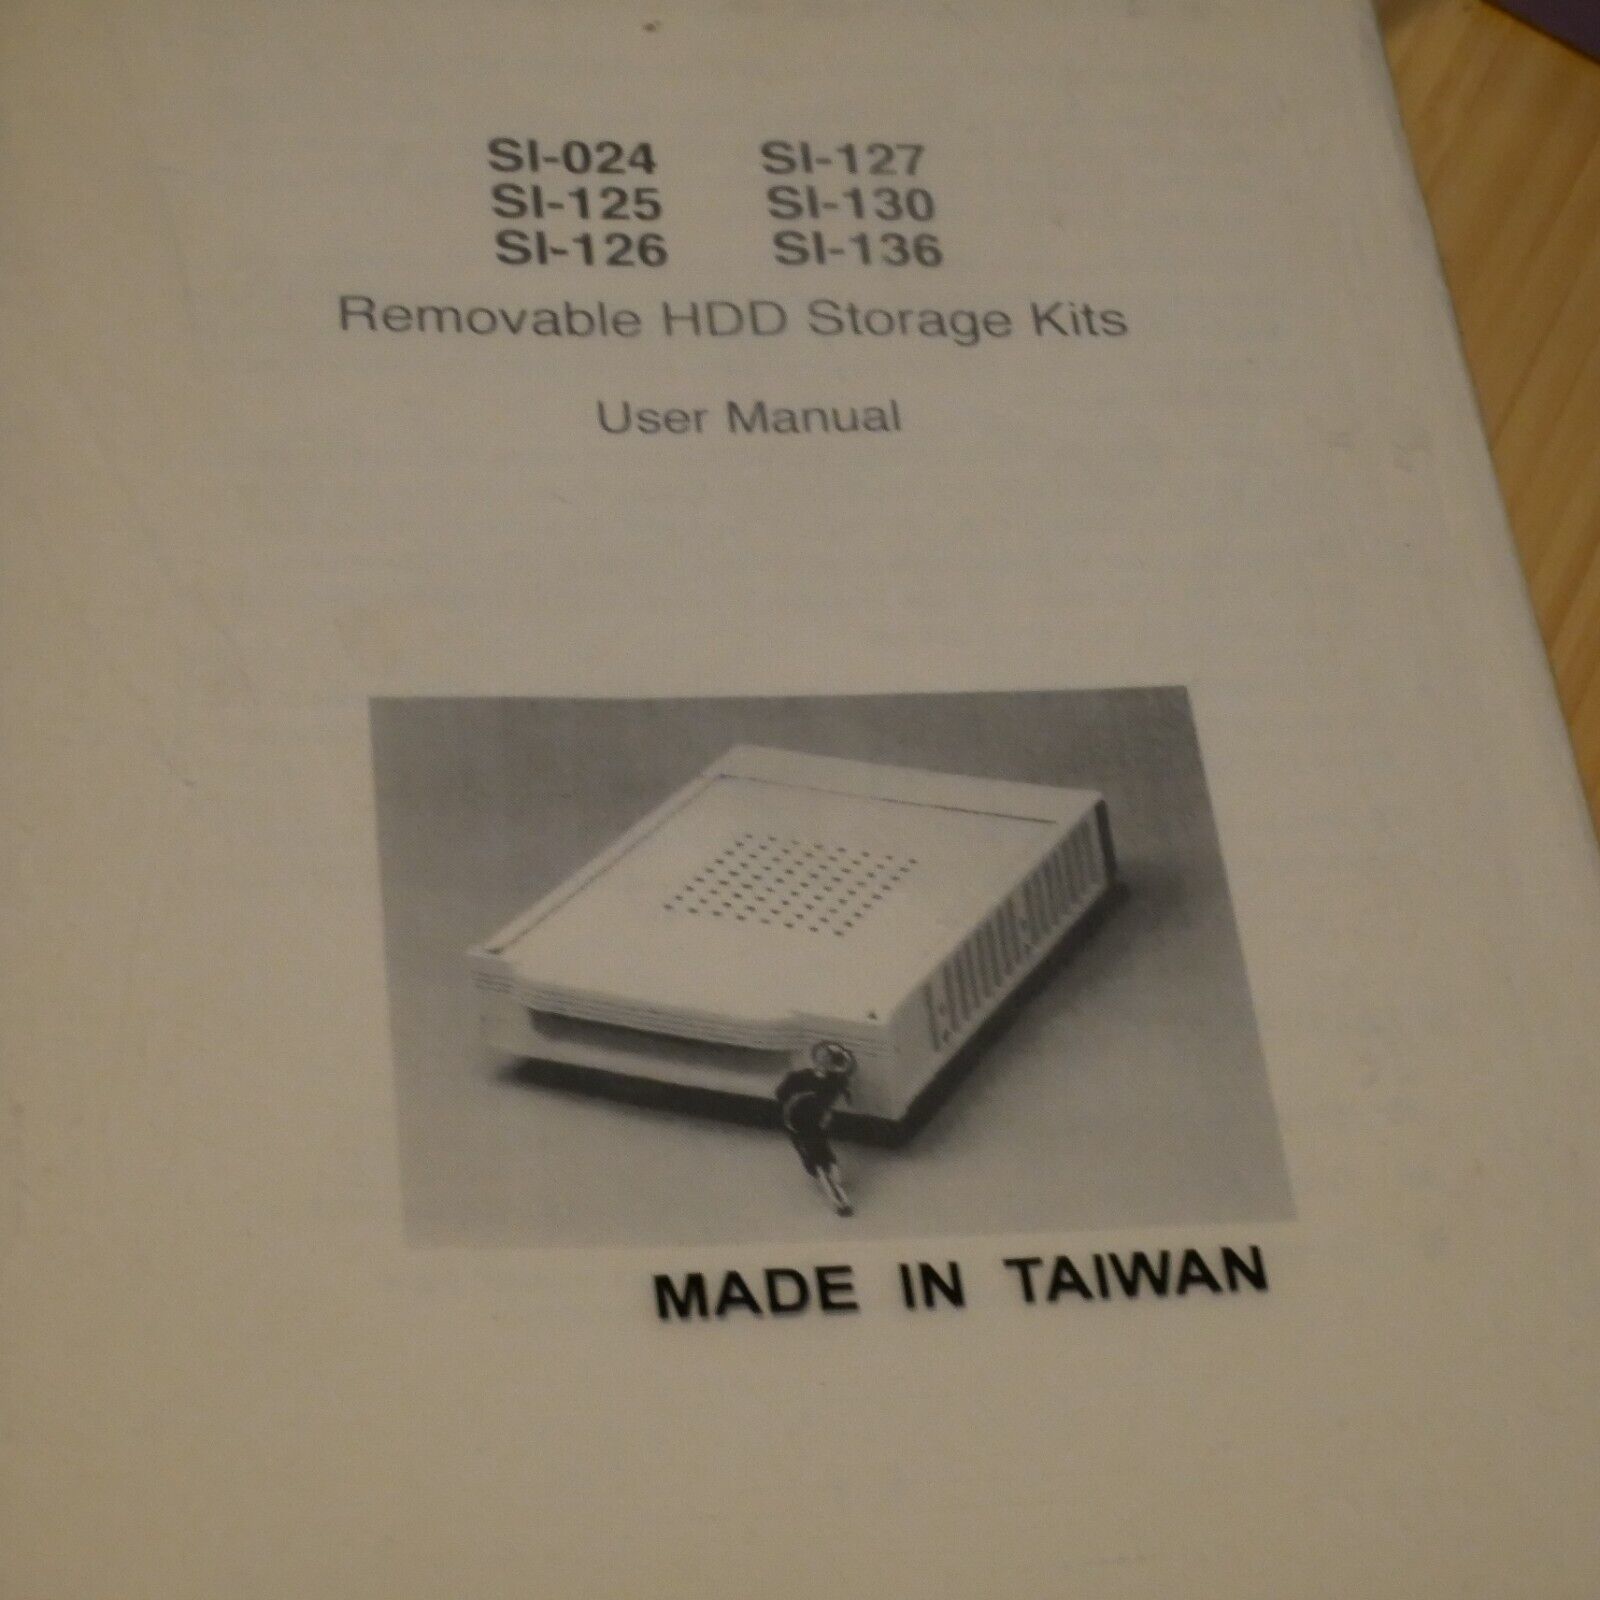 SI-024 SI-127
SI-125 SI-130
SI-126 SI-136
Removable HDD Storage Kits
User Manual
MADE IN TAIWAN